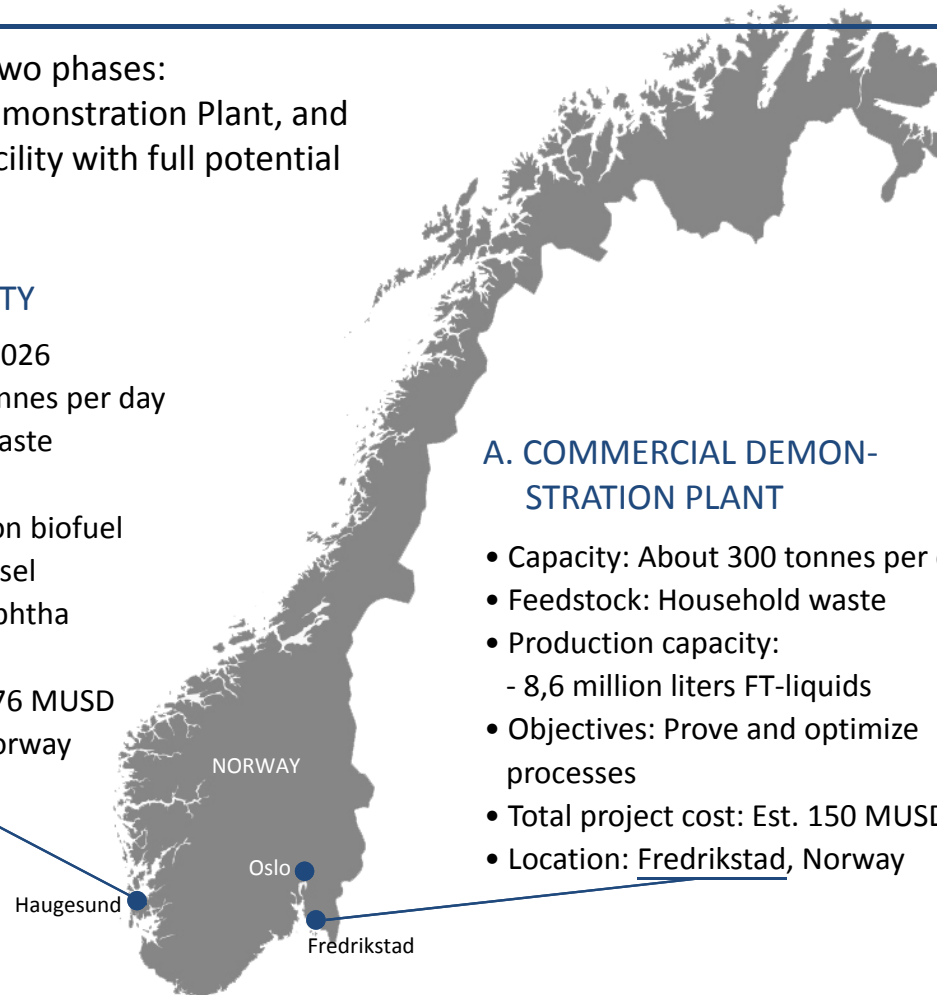 wo phases:
monstration Plant, and
cility with full potential
TY
026
nnes per day
aste
on biofuel
sel
phtha
76 MUSD
orway
A. COMMERCIAL DEMON-
STRATION PLANT
• Capacity: About 300 tonnes per
• Feedstock: Household waste
• Production capacity:
- 8,6 million liters FT-liquids
• Objectives: Prove and optimize
processes
• Total project cost: Est. 150 MUSD
• Location: Fredrikstad, Norway
NORWAY
Oslo
Haugesund
Fredrikstad